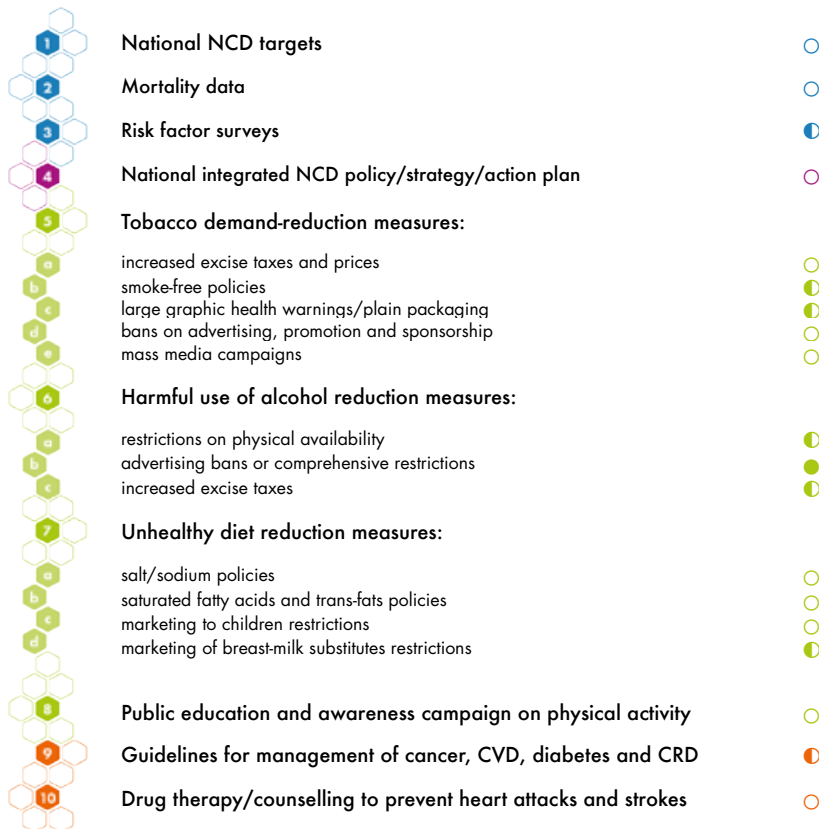 1 National NCD targets
2 Mortality data
3 Risk factor surveys
4 National integrated NCD policy/strategy/action plan
5 Tobacco demand-reduction measures:
a increased excise taxes and prices
b smoke-free policies
c large graphic health warnings/plain packaging
d bans on advertising, promotion and sponsorship
e mass media campaigns
6 Harmful use of alcohol reduction measures:
a restrictions on physical availability
b advertising bans or comprehensive restrictions
c increased excise taxes
7 Unhealthy diet reduction measures:
a salt/sodium policies
b saturated fatty acids and trans-fats policies
c marketing to children restrictions
d marketing of breast-milk substitutes restrictions
8 Public education and awareness campaign on physical activity
9 Guidelines for management of cancer, CVD, diabetes and CRD
10 Drug therapy/counselling to prevent heart attacks and strokes